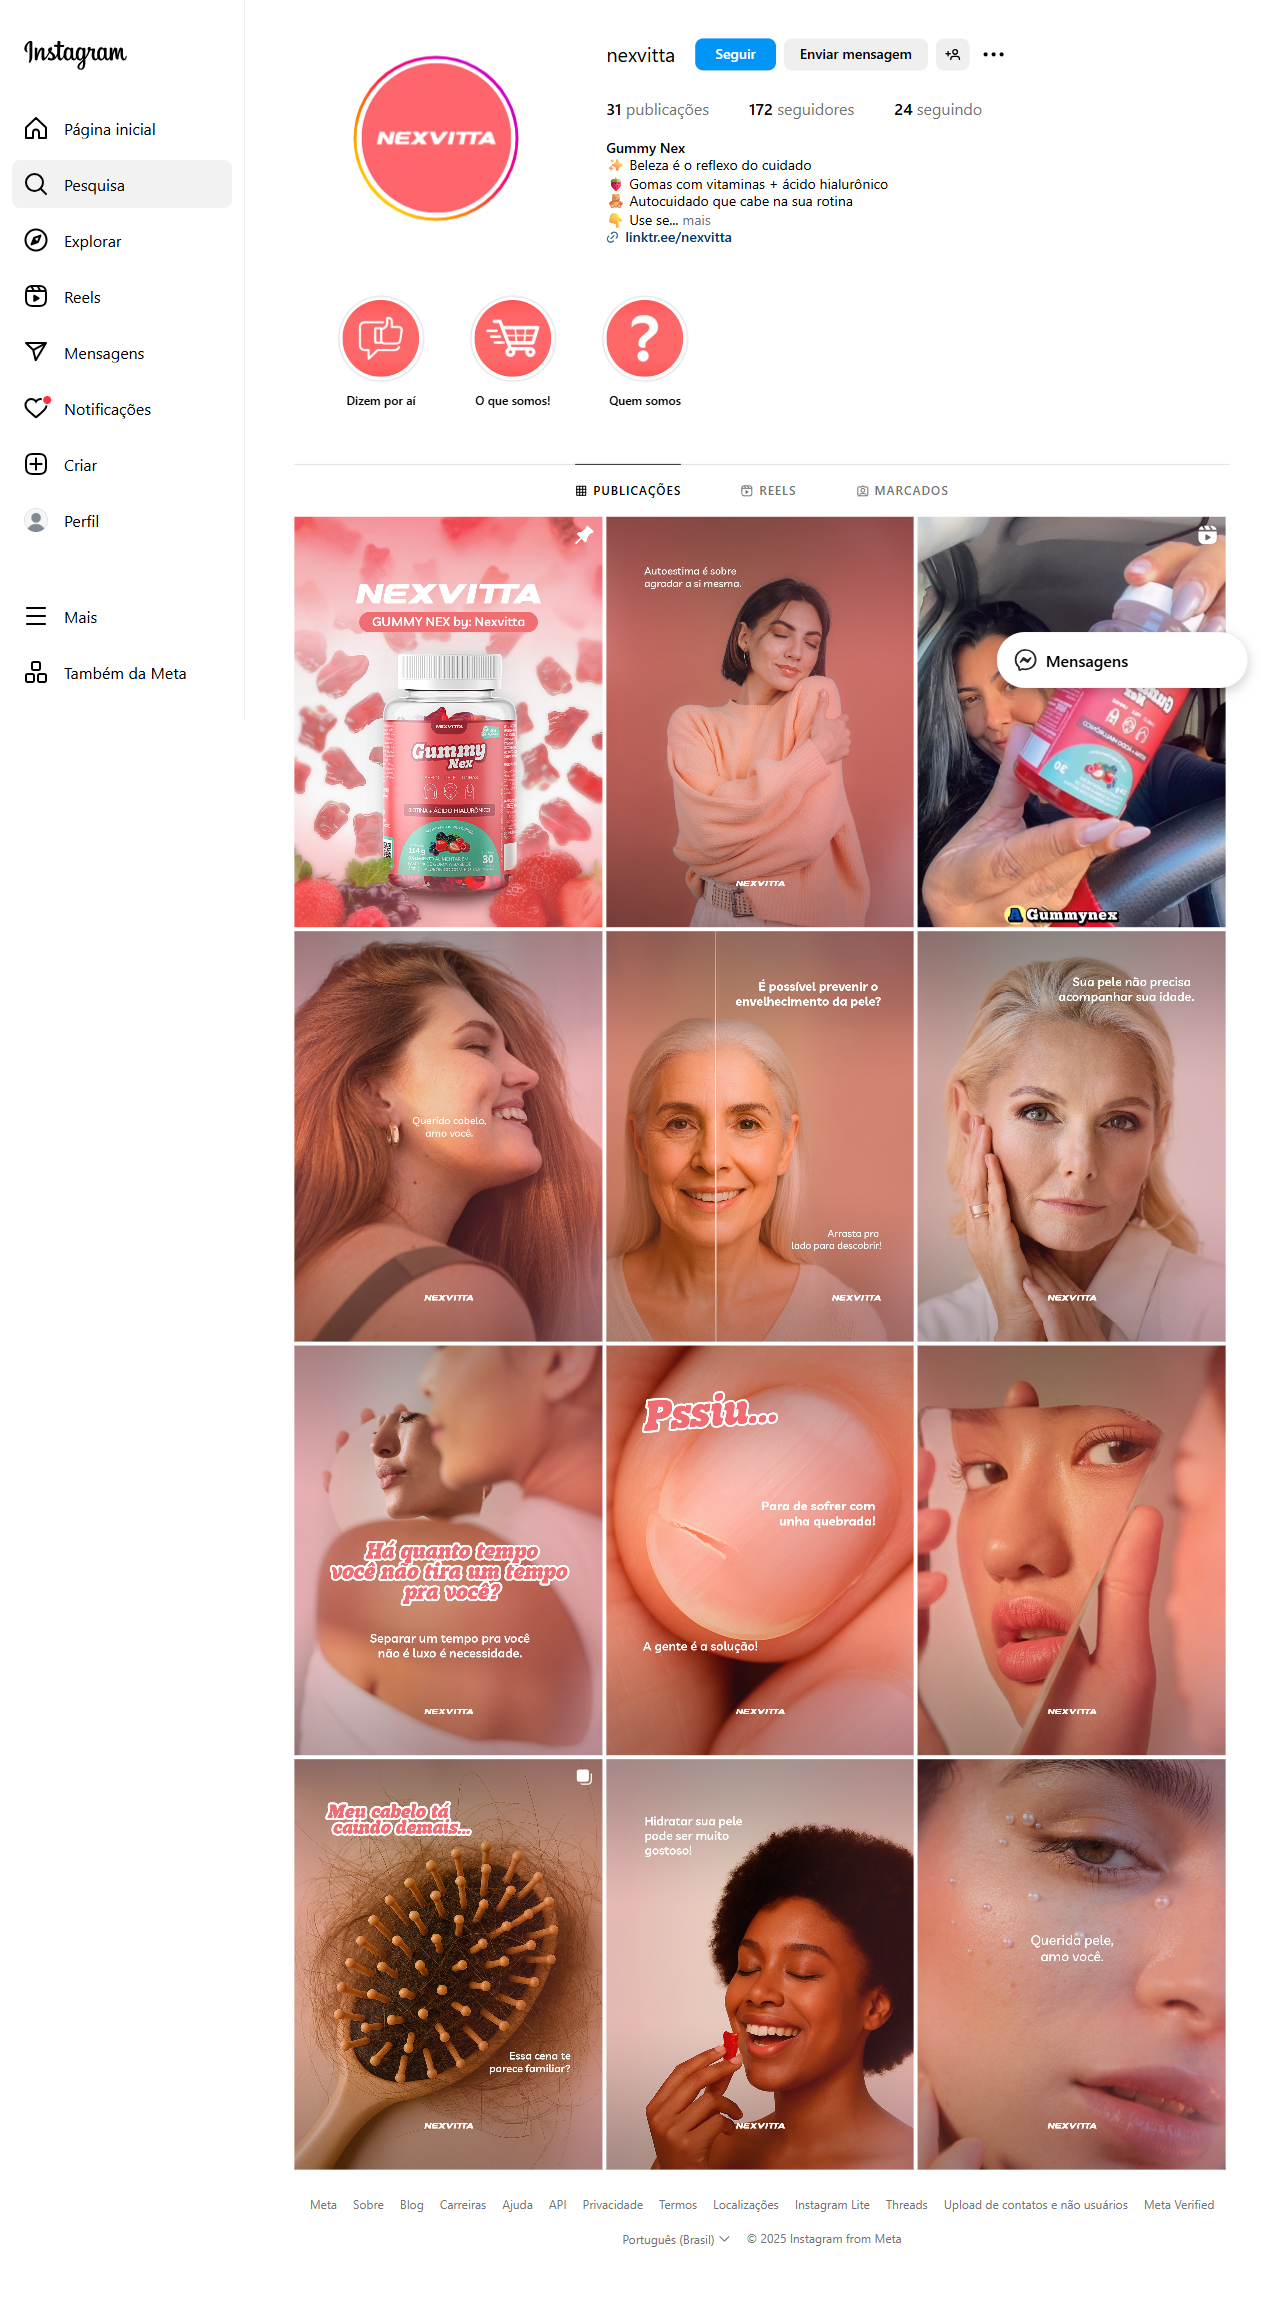 Instagram
Página inicial
Pesquisa
Explorar
Reels
Mensagens
Notificações
Criar
Perfil
Mais
Também da Meta
NEXVITTA
nexvitta
Seguir
Enviar mensagem
31 publicações 172 seguidores 24 seguindo
Gummy Nex
✨ Beleza é o reflexo do cuidado
🍓 Gomas com vitaminas + ácido hialurônico
🧸 Autocuidado que cabe na sua rotina
👇 Use se... mais
linktr.ee/nexvitta
Dizem por aí
O que somos!
Quem somos
PUBLICAÇÕES
REELS
MARCADOS
NEXVITTA
GUMMY NEX by: Nexvitta
NEXVITTA
Gummy
Nex
BIOTINA + ÁCIDO HIALURÔNICO
114 g
30
Autoestima é sobre
agradar a si mesma.
NEXVITTA
Mensagens
Gummy
Nex
30
A Gummynex
Querido cabelo,
amo você.
NEXVITTA
É possível prevenir o
envelhecimento da pele?
Arrasta pro
lado para descobrir!
NEXVITTA
Sua pele não precisa
acompanhar sua idade.
NEXVITTA
Há quanto tempo
você não tira um tempo
pra você?
Separar um tempo pra você
não é luxo é necessidade.
NEXVITTA
Pssiu...
Para de sofrer com
unha quebrada!
A gente é a solução!
NEXVITTA
NEXVITTA
Meu cabelo tá
caindo demais...
Essa cena te
parece familiar?
NEXVITTA
Hidratar sua pele
pode ser muito
gostoso!
NEXVITTA
Querida pele,
amo você.
NEXVITTA
Meta Sobre Blog Carreiras Ajuda API Privacidade Termos Localizações Instagram Lite Threads Upload de contatos e não usuários Meta Verified
Português (Brasil) © 2025 Instagram from Meta